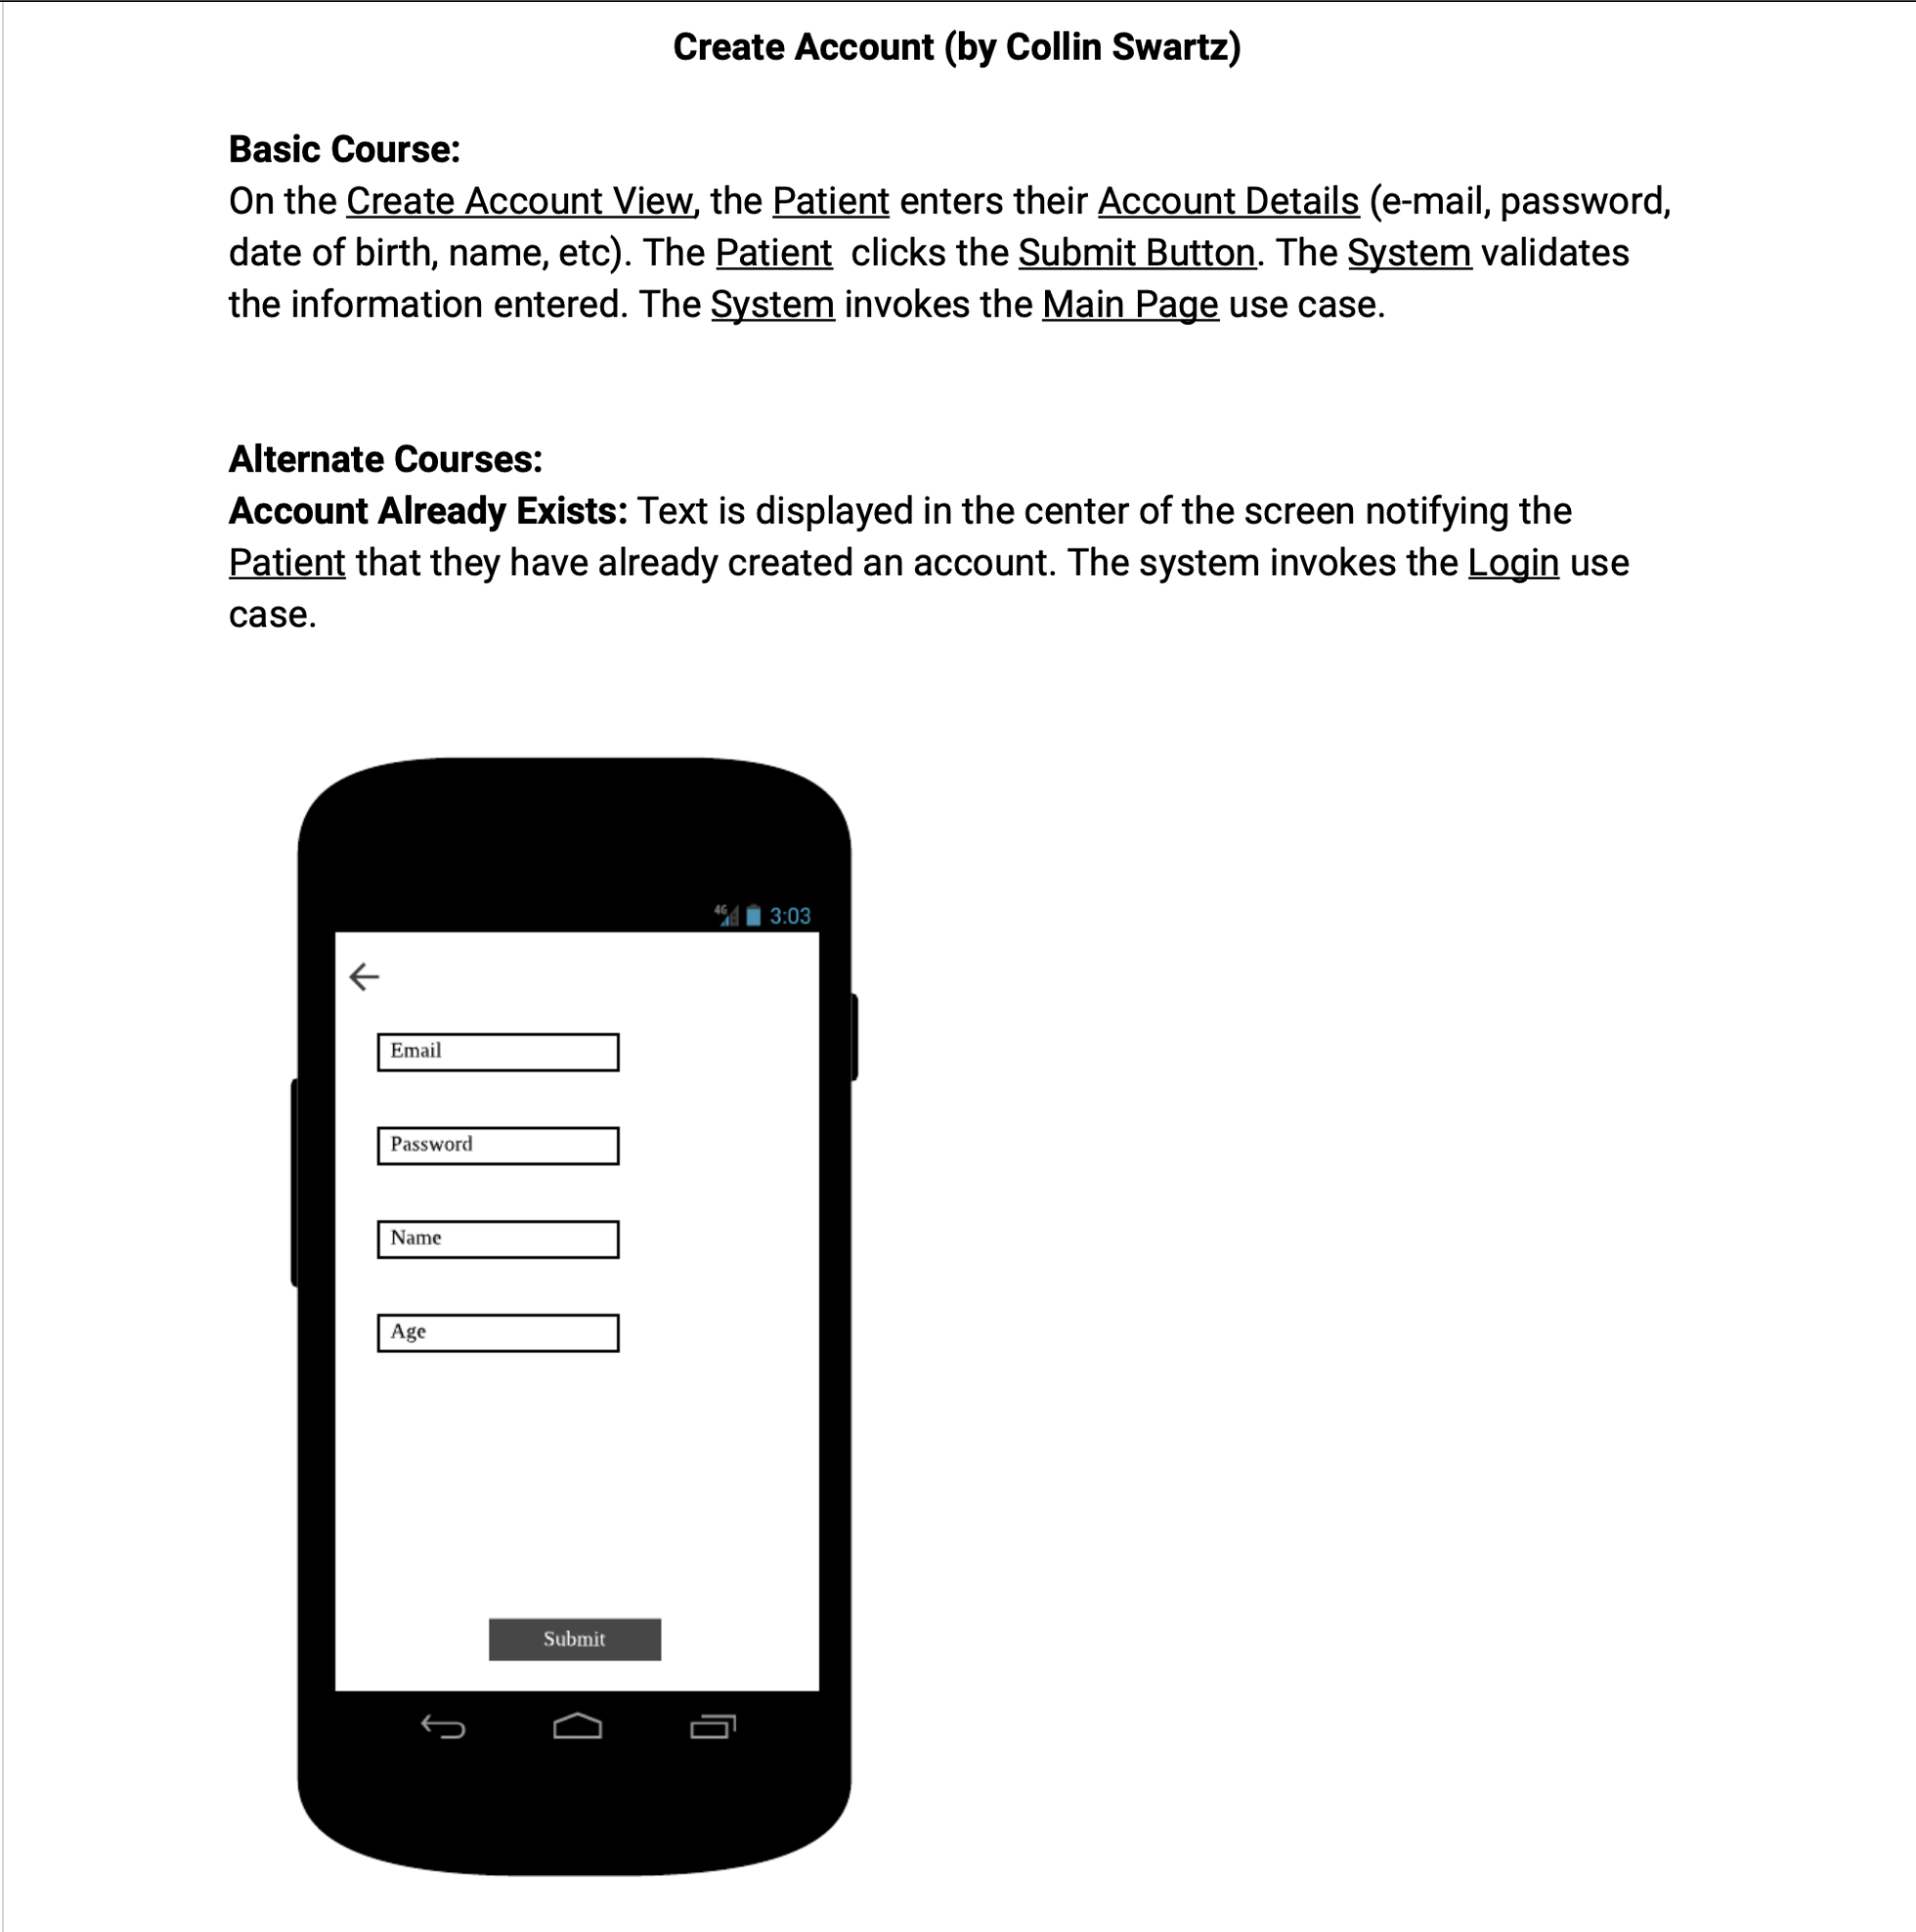 Create Account (by Collin Swartz)
Basic Course:
On the Create Account View, the Patient enters their Account Details (e-mail, password,
date of birth, name, etc). The Patient  clicks the Submit Button. The System validates
the information entered. The System invokes the Main Page use case.
Alternate Courses:
Account Already Exists: Text is displayed in the center of the screen notifying the
Patient that they have already created an account. The system invokes the Login use
case.
4G 3:03
Email
Password
Name
Age
Submit